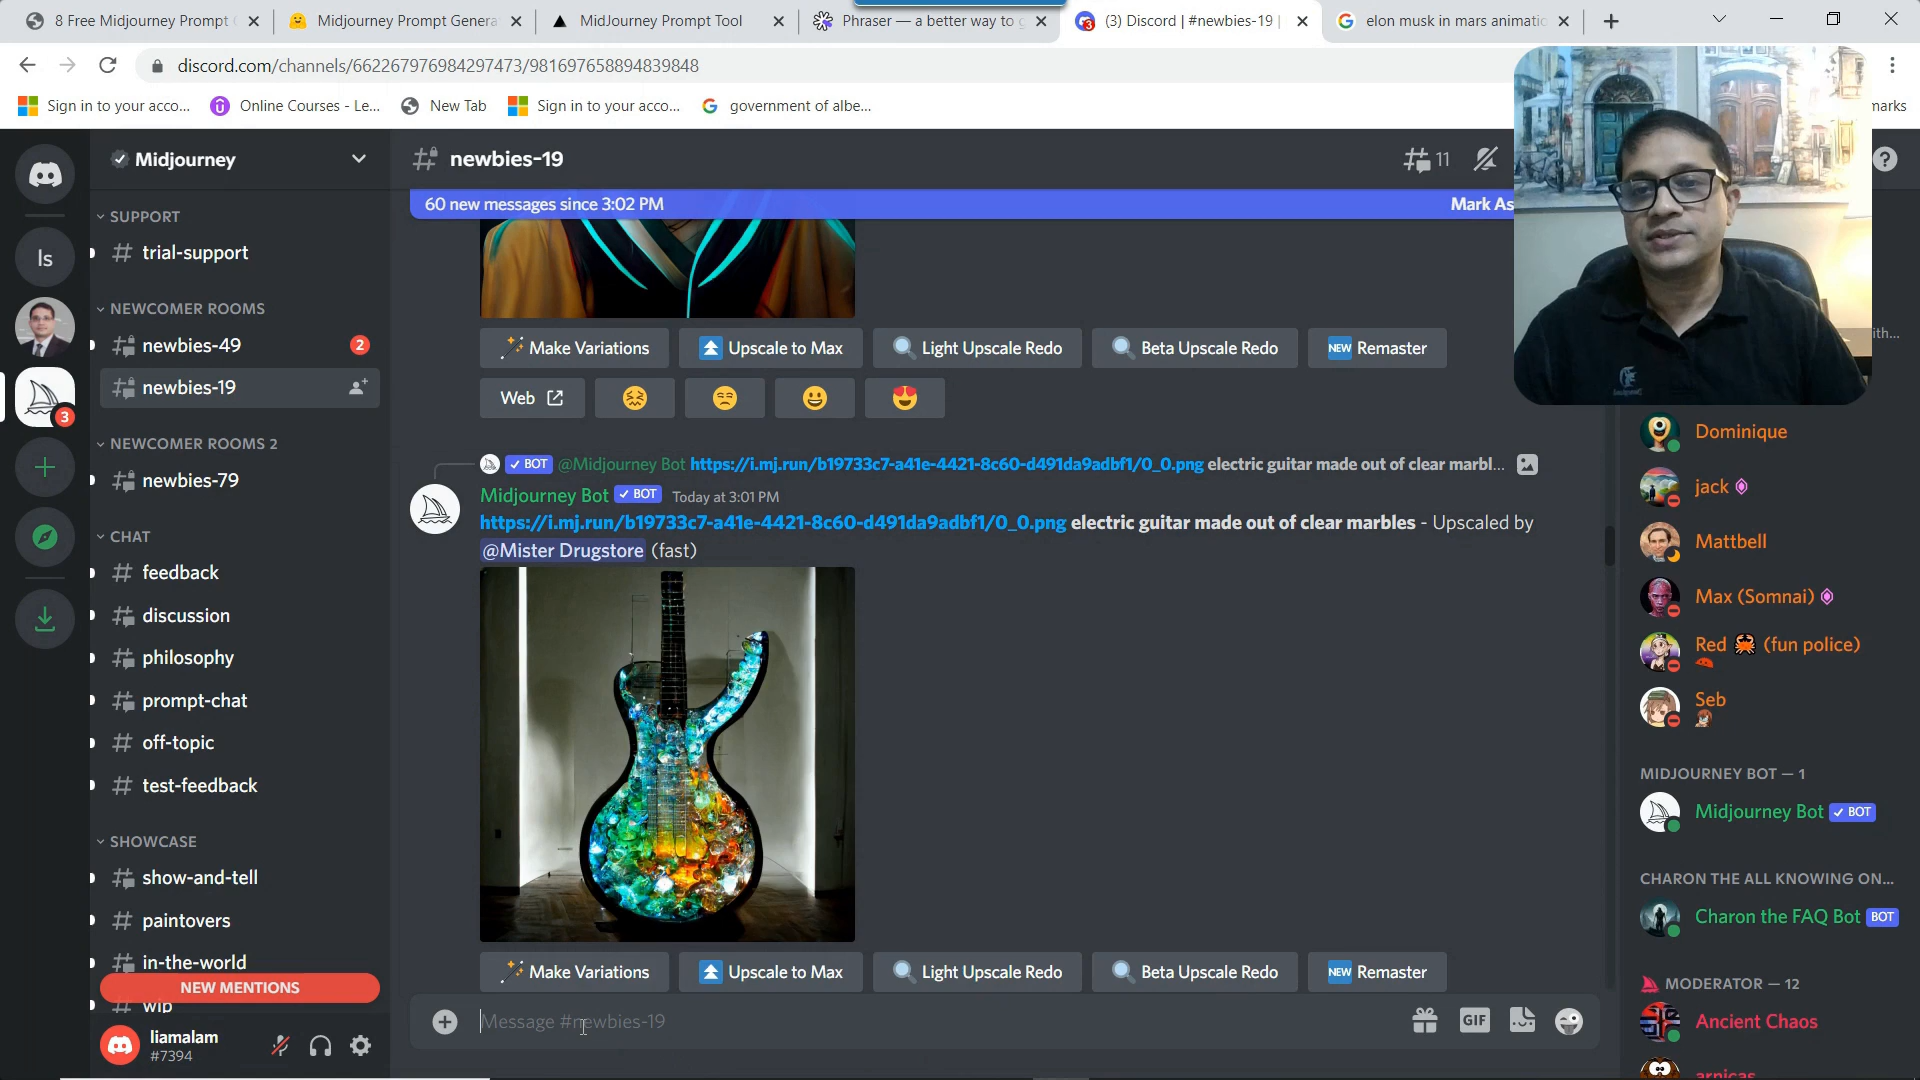 8 Free Midjourney Prompt
Midjourney Prompt Genera
MidJourney Prompt Tool
Phraser — a better way to g
(3) Discord | #newbies-19 |
elon musk in mars animatio
discord.com/channels/662267976984297473/981697658894839848
Sign in to your acco...
Online Courses - Le...
New Tab
Sign in to your acco...
government of albe...
marks
Midjourney
newbies-19
11
60 new messages since 3:02 PM
Mark As
SUPPORT
trial-support
Is
NEWCOMER ROOMS
newbies-49
2
newbies-19
3
NEWCOMER ROOMS 2
newbies-79
CHAT
feedback
discussion
philosophy
prompt-chat
off-topic
test-feedback
SHOWCASE
show-and-tell
paintovers
in-the-world
NEW MENTIONS
wip
liamalam
#7394
Make Variations
Upscale to Max
Light Upscale Redo
Beta Upscale Redo
NEW Remaster
Web
BOT @Midjourney Bot https://i.mj.run/b19733c7-a41e-4421-8c60-d491da9adbf1/0_0.png electric guitar made out of clear marbl...
Midjourney Bot BOT Today at 3:01 PM
https://i.mj.run/b19733c7-a41e-4421-8c60-d491da9adbf1/0_0.png electric guitar made out of clear marbles - Upscaled by
@Mister Drugstore (fast)
Make Variations
Upscale to Max
Light Upscale Redo
Beta Upscale Redo
NEW Remaster
Message #newbies-19
GIF
ith...
Dominique
jack
Mattbell
Max (Somnai)
Red (fun police)
Seb
MIDJOURNEY BOT — 1
Midjourney Bot BOT
CHARON THE ALL KNOWING ON...
Charon the FAQ Bot BOT
MODERATOR — 12
Ancient Chaos
arnicas